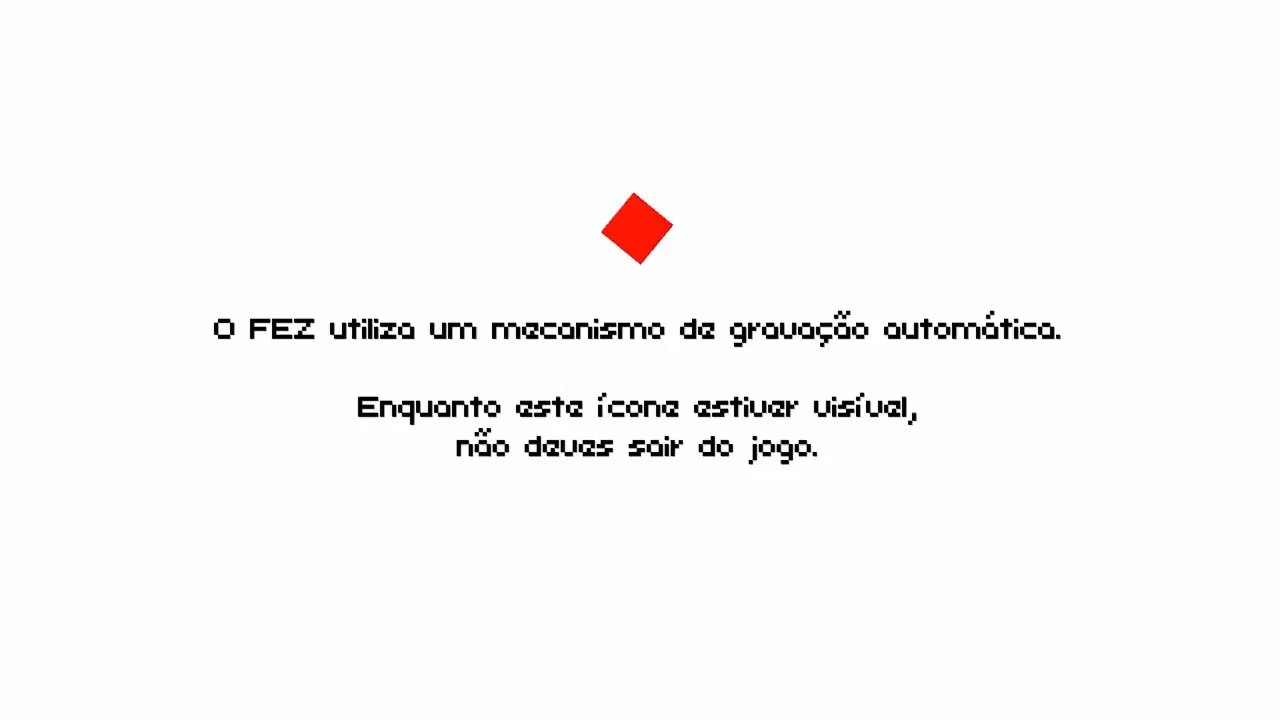 O FEZ utiliza um mecanismo de gravação automática.
Enquanto este ícone estiver visível,
não deves sair do jogo.